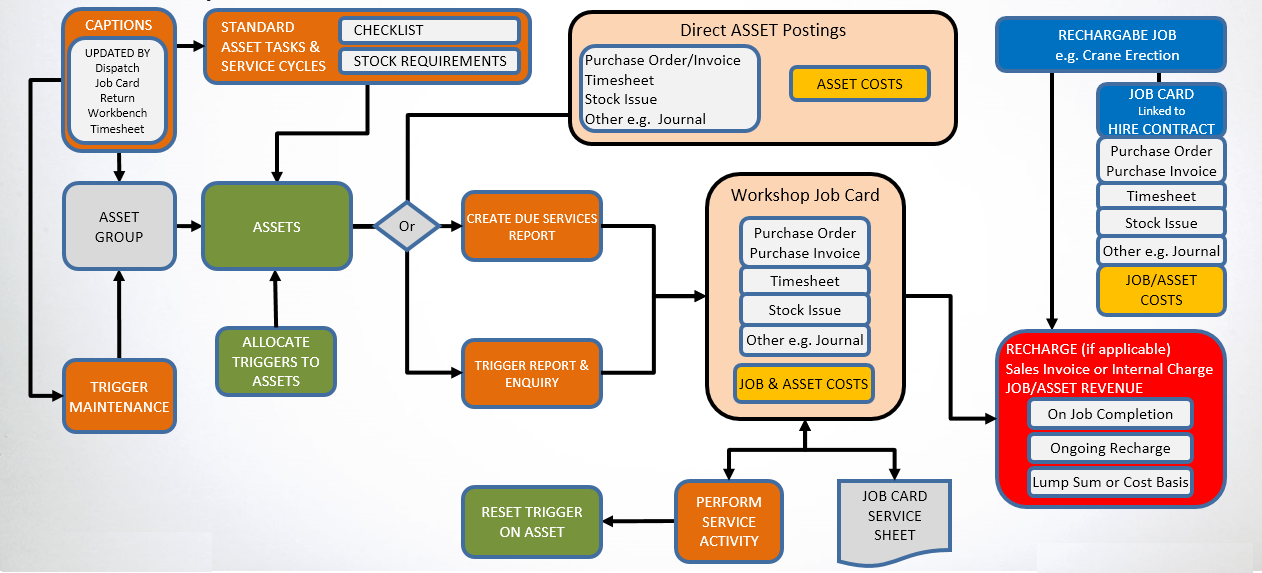 CAPTIONS
UPDATED BY
Dispatch
Job Card
Return
Workbench
Timesheet
STANDARD
ASSET TASKS &
SERVICE CYCLES
CHECKLIST
STOCK REQUIREMENTS
Direct ASSET Postings
Purchase Order/Invoice
Timesheet
Stock Issue
Other e.g. Journal
ASSET COSTS
RECHARGABE JOB
e.g. Crane Erection
JOB CARD
Linked to
HIRE CONTRACT
Purchase Order
Purchase Invoice
Timesheet
Stock Issue
Other e.g. Journal
JOB/ASSET
COSTS
ASSET
GROUP
ASSETS
Or
CREATE DUE SERVICES
REPORT
Workshop Job Card
Purchase Order
Purchase Invoice
Timesheet
Stock Issue
Other e.g. Journal
JOB & ASSET COSTS
TRIGGER
MAINTENANCE
ALLOCATE
TRIGGERS TO
ASSETS
TRIGGER REPORT &
ENQUIRY
RECHARGE (if applicable)
Sales Invoice or Internal Charge
JOB/ASSET REVENUE
On Job Completion
Ongoing Recharge
Lump Sum or Cost Basis
RESET TRIGGER
ON ASSET
PERFORM
SERVICE
ACTIVITY
JOB CARD
SERVICE
SHEET